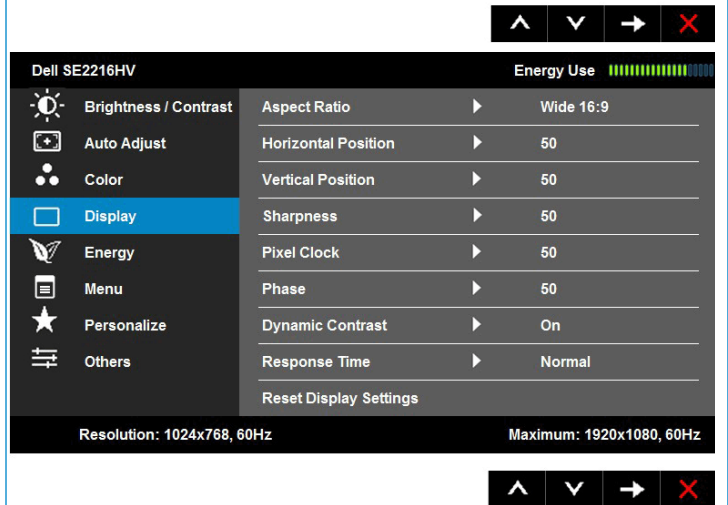 Dell SE2216HV Energy Use
Brightness / Contrast Aspect Ratio Wide 16:9
Auto Adjust Horizontal Position 50
Color Vertical Position 50
Display Sharpness 50
Energy Pixel Clock 50
Menu Phase 50
Personalize Dynamic Contrast On
Others Response Time Normal
Reset Display Settings
Resolution: 1024x768, 60Hz Maximum: 1920x1080, 60Hz